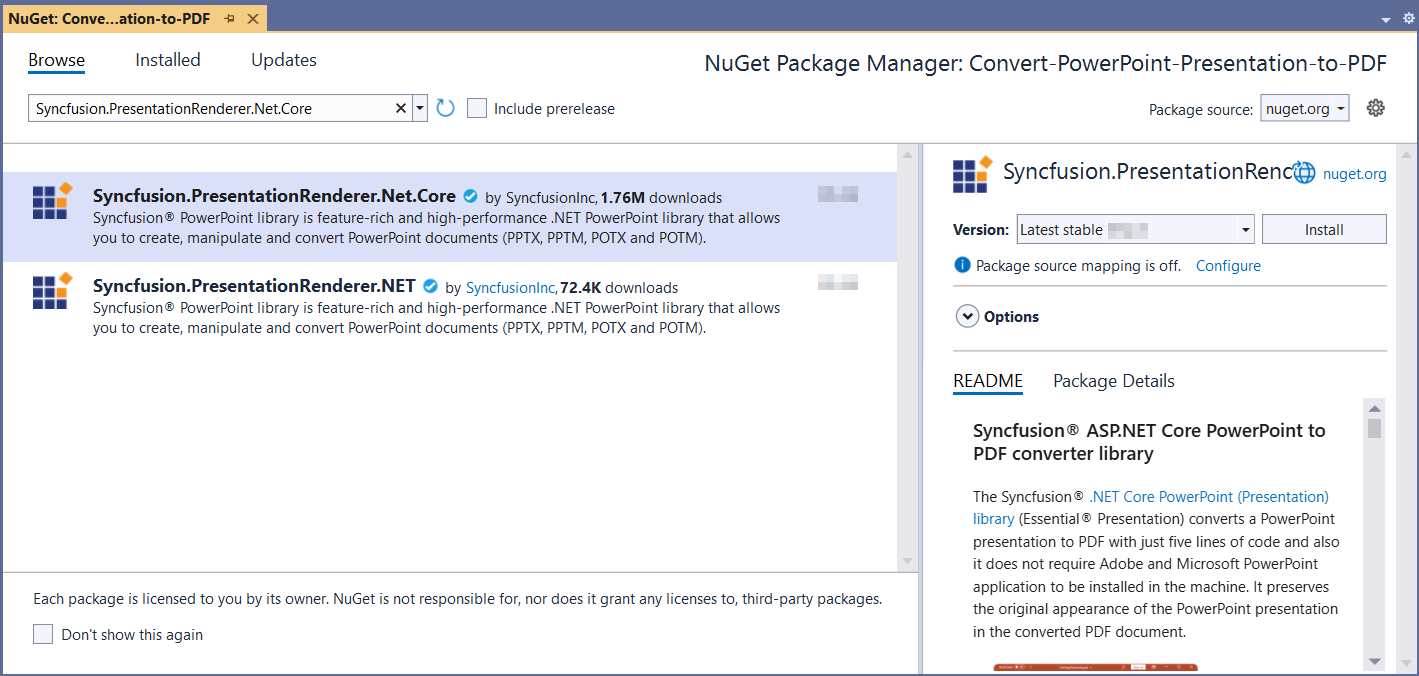 NuGet: Conve...ation-to-PDF
Browse Installed Updates
NuGet Package Manager: Convert-PowerPoint-Presentation-to-PDF
Syncfusion.PresentationRenderer.Net.Core
Include prerelease
Package source: nuget.org
Syncfusion.PresentationRenderer.Net.Core by SyncfusionInc, 1.76M downloads
Syncfusion® PowerPoint library is feature-rich and high-performance .NET PowerPoint library that allows
you to create, manipulate and convert PowerPoint documents (PPTX, PPTM, POTX and POTM).
Syncfusion.PresentationRenderer.NET by SyncfusionInc, 72.4K downloads
Syncfusion® PowerPoint library is feature-rich and high-performance .NET PowerPoint library that allows
you to create, manipulate and convert PowerPoint documents (PPTX, PPTM, POTX and POTM).
Each package is licensed to you by its owner. NuGet is not responsible for, nor does it grant any licenses to, third-party packages.
Don't show this again
Syncfusion.PresentationRenc nuget.org
Version: Latest stable Install
Package source mapping is off. Configure
Options
README Package Details
Syncfusion® ASP.NET Core PowerPoint to
PDF converter library
The Syncfusion® .NET Core PowerPoint (Presentation)
library (Essential® Presentation) converts a PowerPoint
presentation to PDF with just five lines of code and also
it does not require Adobe and Microsoft PowerPoint
application to be installed in the machine. It preserves
the original appearance of the PowerPoint presentation
in the converted PDF document.